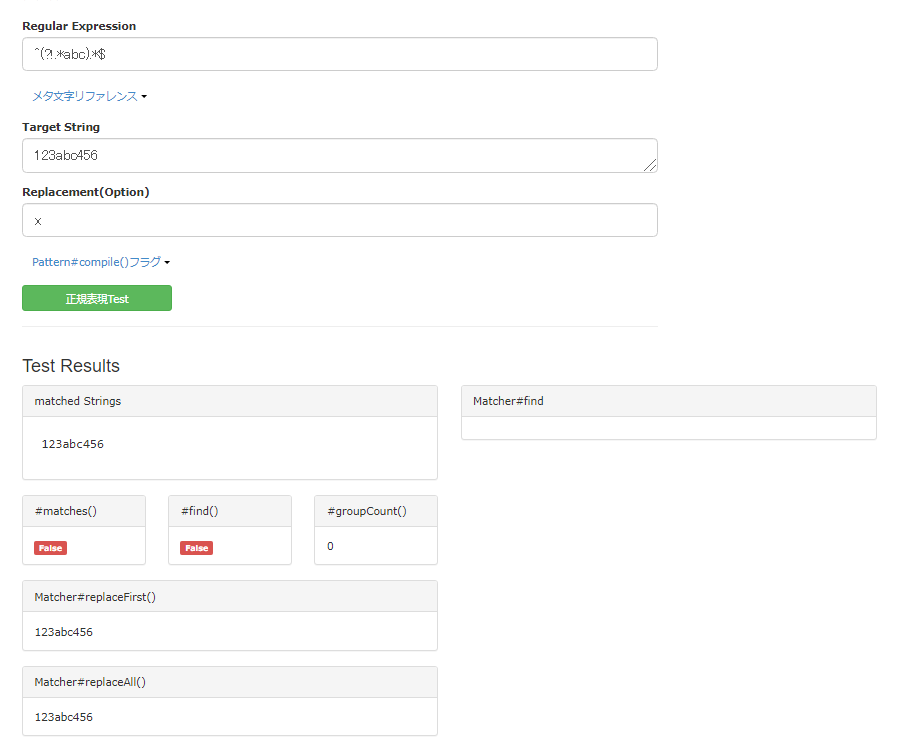 Regular Expression
^(?!.*abc).*$
メタ文字リファレンス
Target String
123abc456
Replacement(Option)
x
Pattern#compile()フラグ
正規表現Test
Test Results
matched Strings
123abc456
Matcher#find
#matches()
False
#find()
False
#groupCount()
0
Matcher#replaceFirst()
123abc456
Matcher#replaceAll()
123abc456